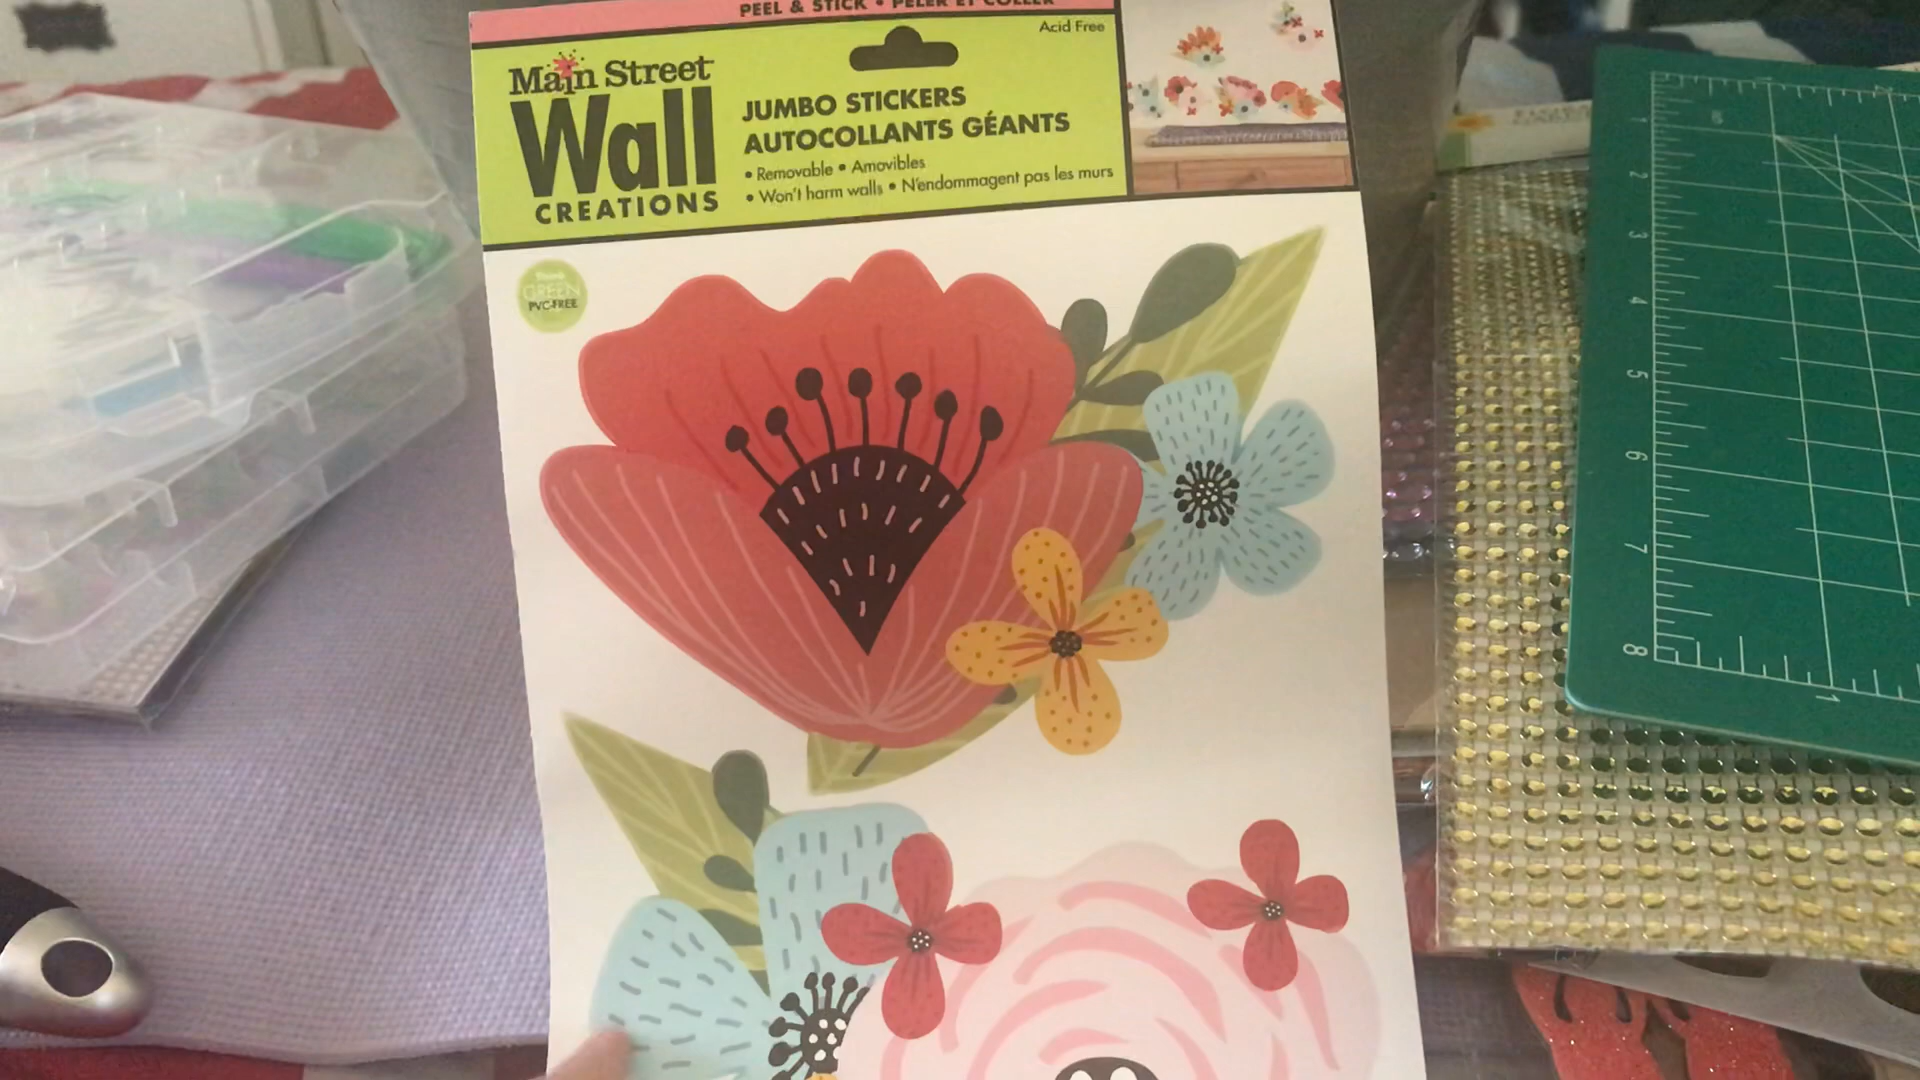 PEEL & STICK • PELER ET COLLER
Acid Free
Main Street
Wall
CREATIONS
JUMBO STICKERS
AUTOCOLLANTS GÉANTS
• Removable • Amovibles
• Won't harm walls • N'endommagent pas les murs
GREEN
PVC-FREE
1
2
3
4
5
6
7
8
1